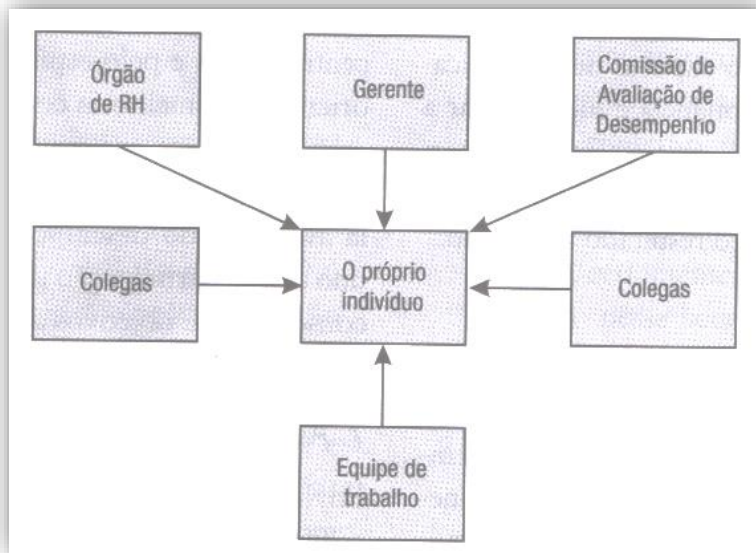 Órgão
de RH
Gerente
Comissão de
Avaliação de
Desempenho
Colegas
O próprio
indivíduo
Colegas
Equipe de
trabalho